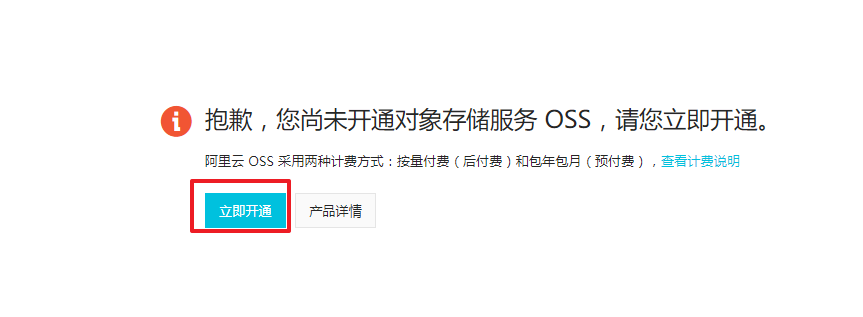 抱歉，您尚未开通对象存储服务 OSS，请您立即开通。
阿里云 OSS 采用两种计费方式：按量付费（后付费）和包年包月（预付费），查看计费说明
立即开通 产品详情